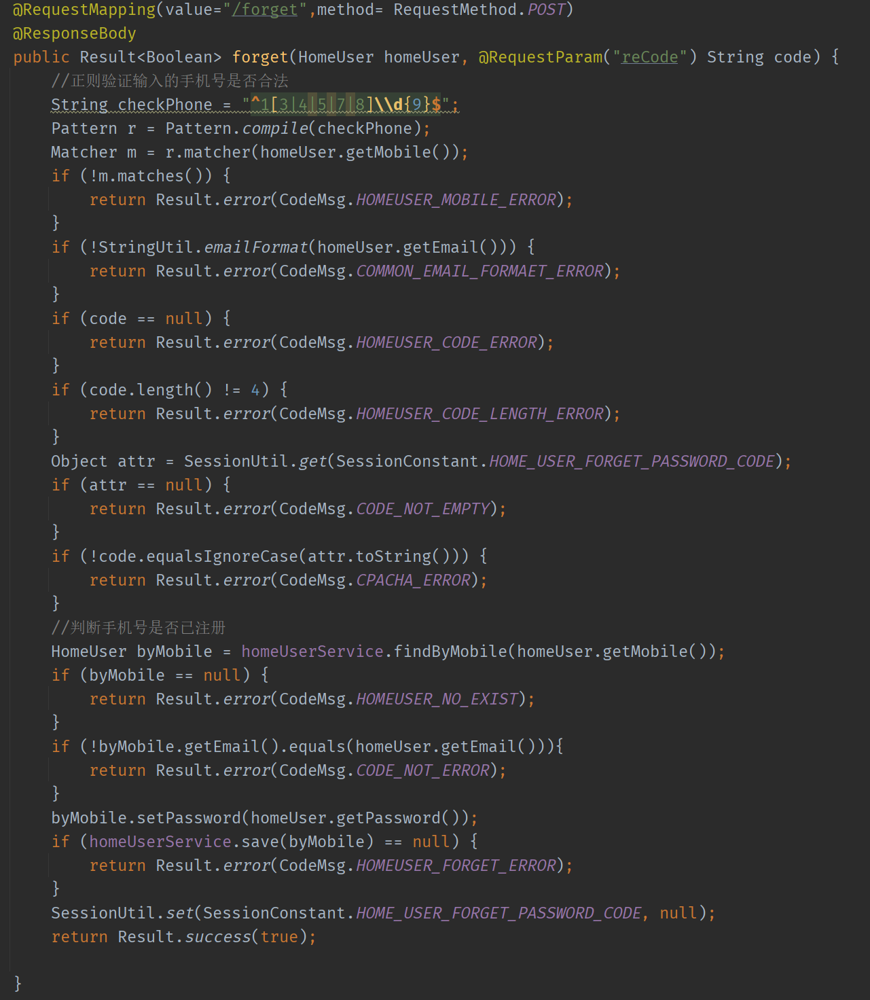 @RequestMapping(value="/forget",method= RequestMethod.POST)
@ResponseBody
public Result<Boolean> forget(HomeUser homeUser, @RequestParam("reCode") String code) {
//正则验证输入的手机号是否合法
String checkPhone = "^1[3|4|5|7|8]\\d{9}$";
Pattern r = Pattern.compile(checkPhone);
Matcher m = r.matcher(homeUser.getMobile());
if (!m.matches()) {
return Result.error(CodeMsg.HOMEUSER_MOBILE_ERROR);
}
if (!StringUtil.emailFormat(homeUser.getEmail())) {
return Result.error(CodeMsg.COMMON_EMAIL_FORMAET_ERROR);
}
if (code == null) {
return Result.error(CodeMsg.HOMEUSER_CODE_ERROR);
}
if (code.length() != 4) {
return Result.error(CodeMsg.HOMEUSER_CODE_LENGTH_ERROR);
}
Object attr = SessionUtil.get(SessionConstant.HOME_USER_FORGET_PASSWORD_CODE);
if (attr == null) {
return Result.error(CodeMsg.CODE_NOT_EMPTY);
}
if (!code.equalsIgnoreCase(attr.toString())) {
return Result.error(CodeMsg.CPACHA_ERROR);
}
//判断手机号是否已注册
HomeUser byMobile = homeUserService.findByMobile(homeUser.getMobile());
if (byMobile == null) {
return Result.error(CodeMsg.HOMEUSER_NO_EXIST);
}
if (!byMobile.getEmail().equals(homeUser.getEmail())){
return Result.error(CodeMsg.CODE_NOT_ERROR);
}
byMobile.setPassword(homeUser.getPassword());
if (homeUserService.save(byMobile) == null) {
return Result.error(CodeMsg.HOMEUSER_FORGET_ERROR);
}
SessionUtil.set(SessionConstant.HOME_USER_FORGET_PASSWORD_CODE, null);
return Result.success(true);
}